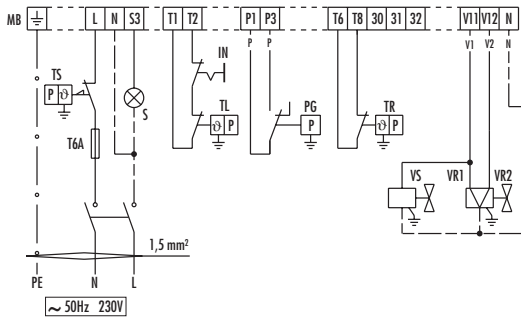 MB L N S3 T1 T2 P1 P3 T6 T8 30 31 32 V11 V12 N
P P V1 V2 N
TS IN
P ϑ
TL PG TR
S ϑ P P ϑ P
T6A
VS VR1 VR2
1,5 mm²
PE N L
~ 50Hz 230V